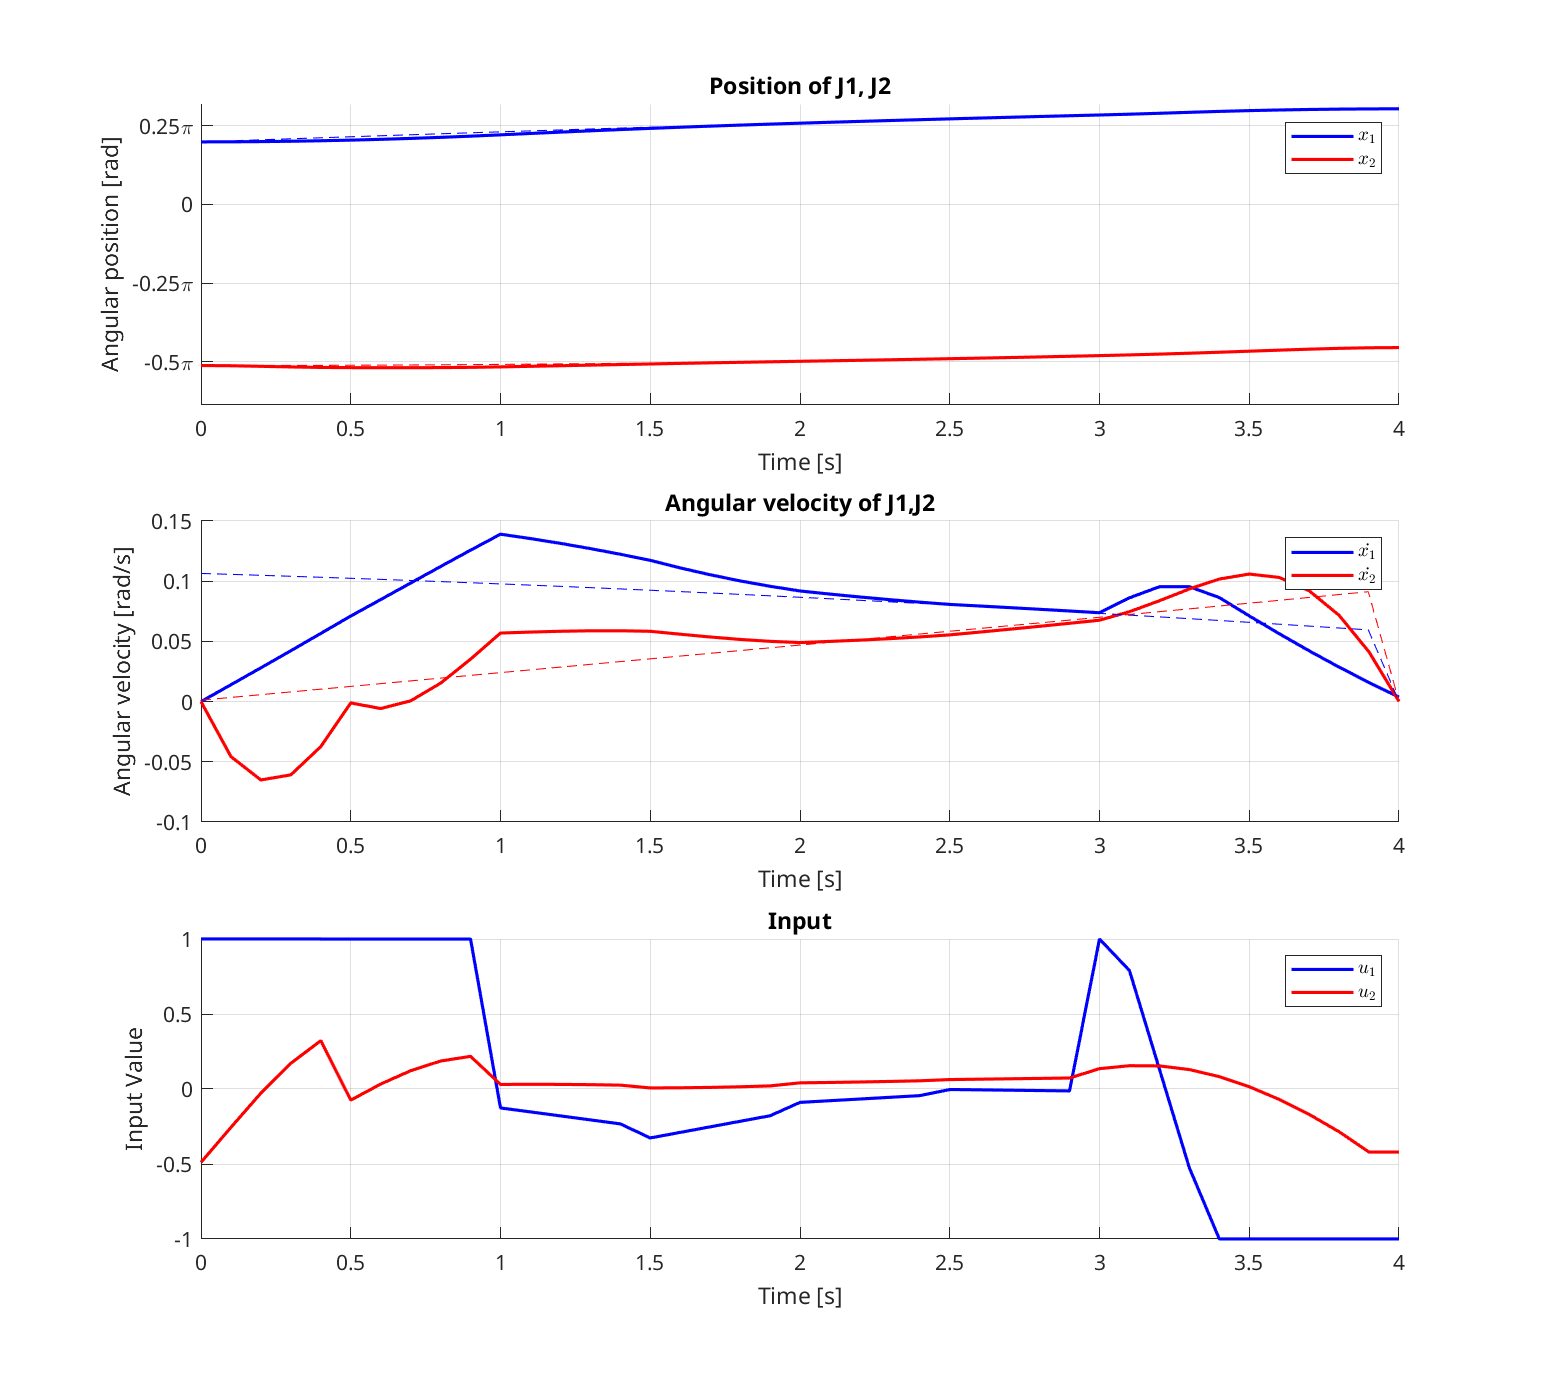 Position of J1, J2
0.25π
0
-0.25π
-0.5π
Angular position [rad]
x₁
x₂
0 0.5 1 1.5 2 2.5 3 3.5 4
Time [s]
Angular velocity of J1,J2
0.15
0.1
0.05
0
-0.05
-0.1
Angular velocity [rad/s]
ẋ₁
ẋ₂
0 0.5 1 1.5 2 2.5 3 3.5 4
Time [s]
Input
1
0.5
0
-0.5
-1
Input Value
u₁
u₂
0 0.5 1 1.5 2 2.5 3 3.5 4
Time [s]